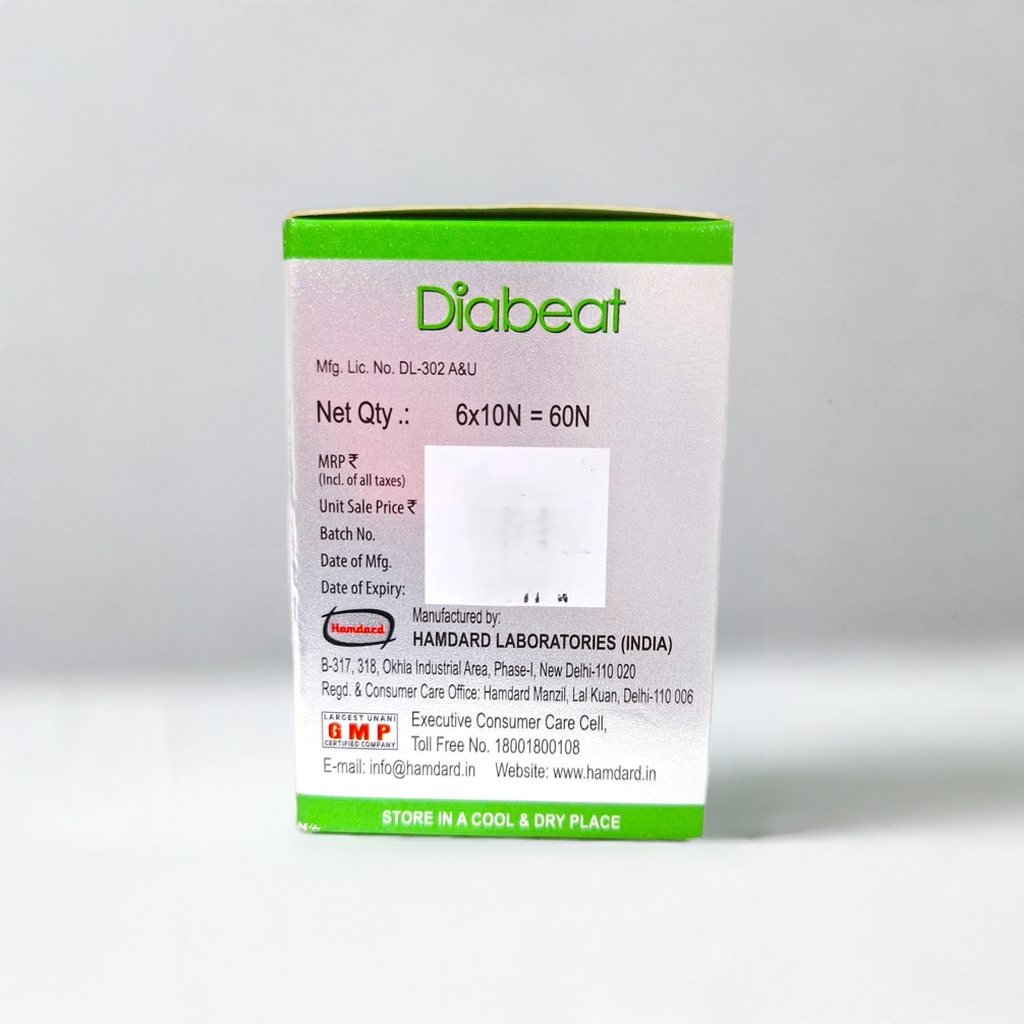 Diabeat
Mfg. Lic. No. DL-302 A&U
Net Qty .: 6x10N = 60N
MRP ₹
(Incl. of all taxes)
Unit Sale Price ₹
Batch No.
Date of Mfg.
Date of Expiry:
Hamdard
Manufactured by:
HAMDARD LABORATORIES (INDIA)
B-317, 318, Okhla Industrial Area, Phase-I, New Delhi-110 020
Regd. & Consumer Care Office: Hamdard Manzil, Lal Kuan, Delhi-110 006
LARGEST UNANI
GMP
CERTIFIED COMPANY
Executive Consumer Care Cell,
Toll Free No. 18001800108
E-mail: info@hamdard.in Website: www.hamdard.in
STORE IN A COOL & DRY PLACE